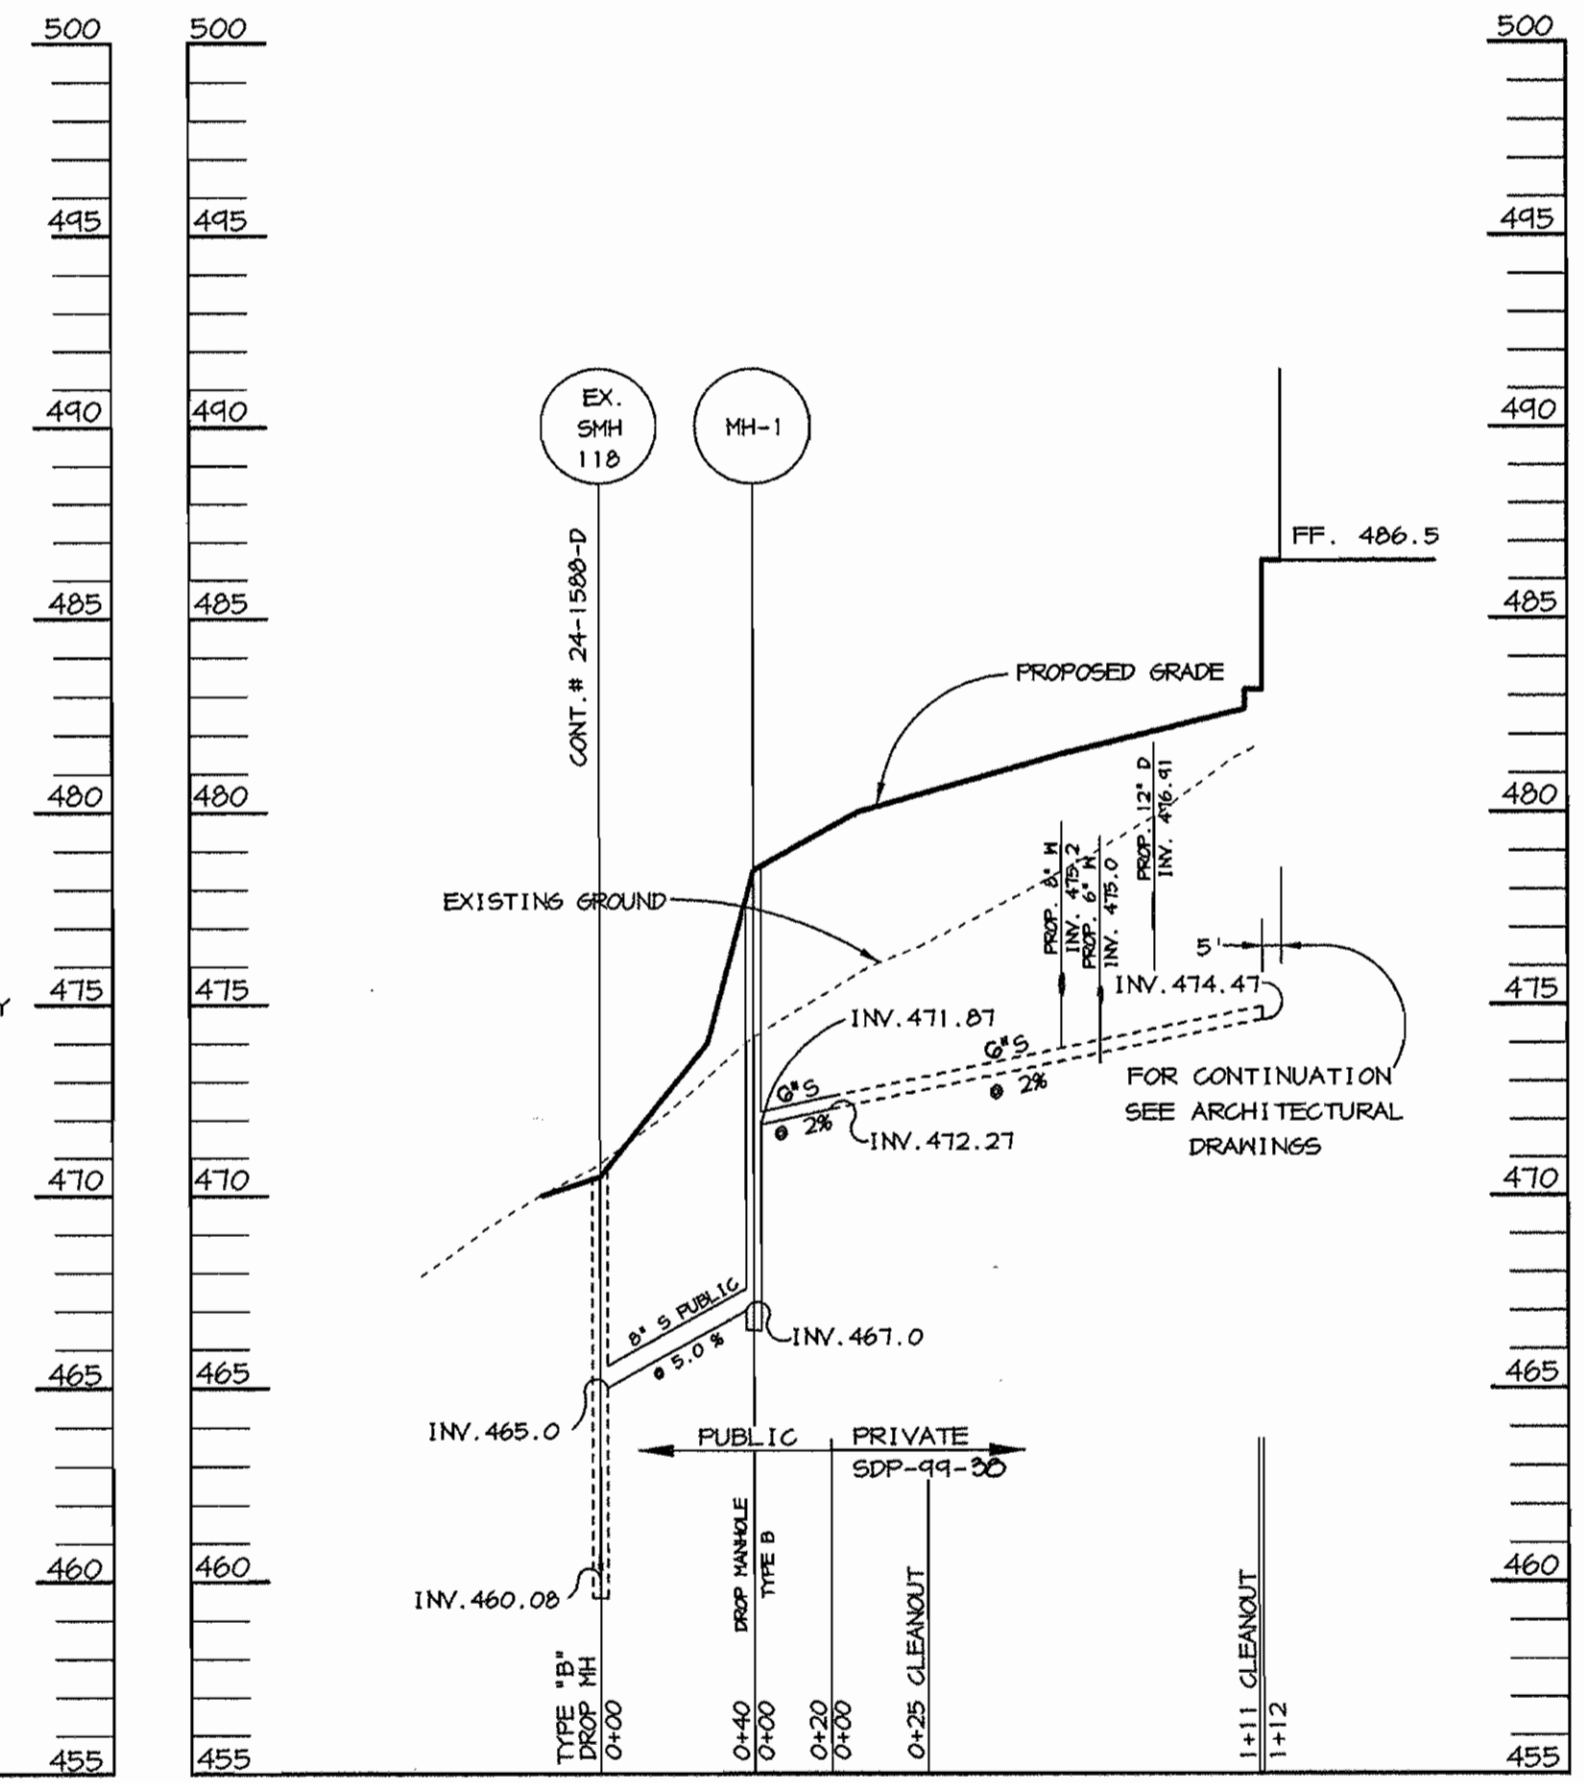 500
500
500
495
495
495
490
490
490
485
485
485
480
480
480
475
475
475
470
470
470
465
465
465
460
460
460
455
455
455
Y
EX.
SMH
118
MH-1
CONT.# 24-1588-D
FF. 486.5
PROPOSED GRADE
EXISTING GROUND
PROP. 8" W
INV. 475.2
PROP. 6" W
INV. 475.0
PROP. 12" D
INV. 476.91
5'
INV.474.47
INV.471.87
6"S
@ 2%
6"S
@ 2%
INV.472.27
FOR CONTINUATION
SEE ARCHITECTURAL
DRAWINGS
8" S PUBLIC
@ 5.0 %
INV.467.0
INV.465.0
INV.460.08
PUBLIC
PRIVATE
SDP-99-38
TYPE "B"
DROP MH
0+00
DROP MANHOLE
TYPE B
0+40
0+00
0+20
0+00
0+25 CLEANOUT
1+11 CLEANOUT
1+12